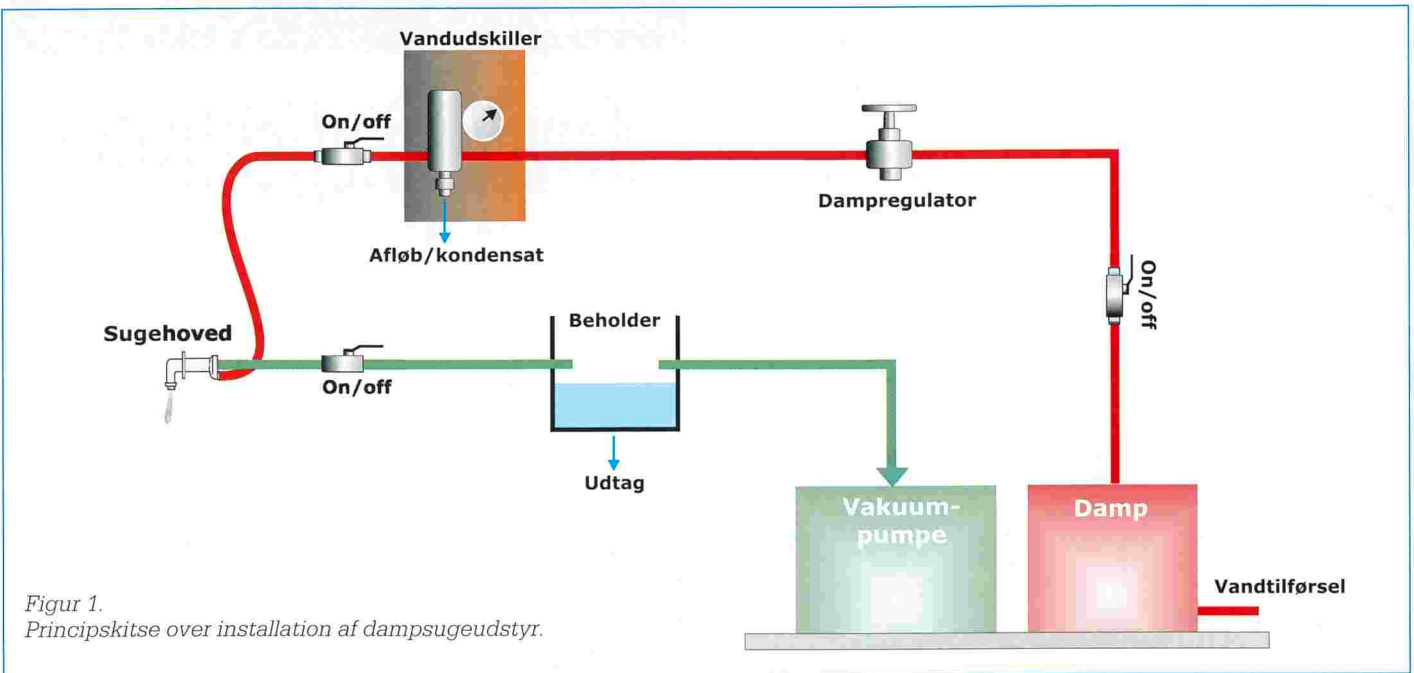 Vandudskiller
On/off
Dampregulator
Afløb/kondensat
On/off
Sugehoved
Beholder
On/off
Udtag
Vakuum-
pumpe
Damp
Vandtilførsel
Figur 1.
Principskitse over installation af dampsugeudstyr.